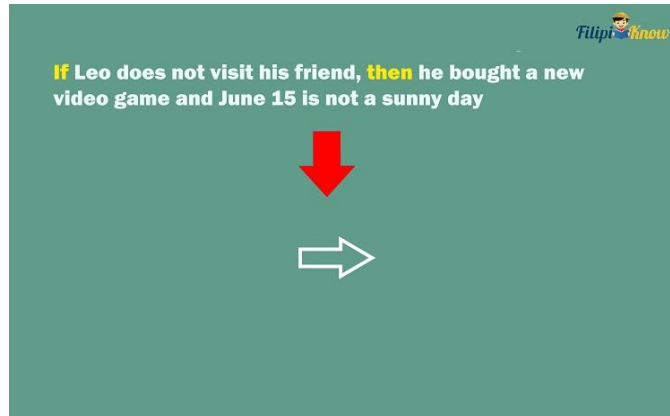 FilipiKnow
If Leo does not visit his friend, then he bought a new
video game and June 15 is not a sunny day